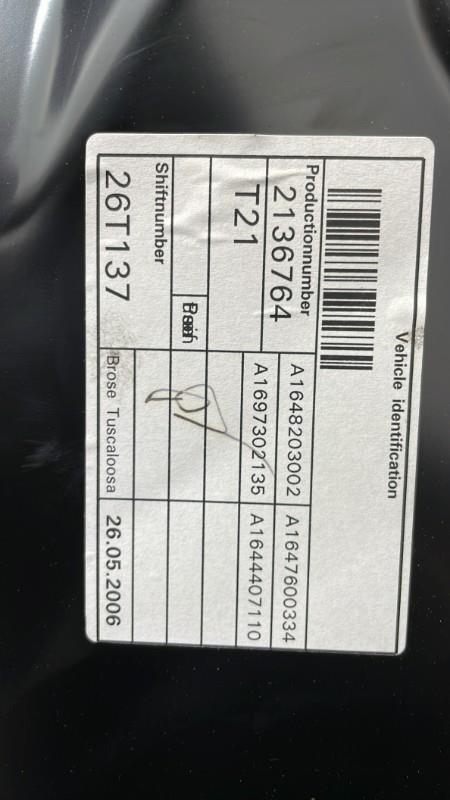 Vehicle identification
Productionnumber
2136764
A1648203002 A1647600334
T21
A1697302135 A1644407110
Shiftnumber
26T137
Brose Tuscaloosa 26.05.2006